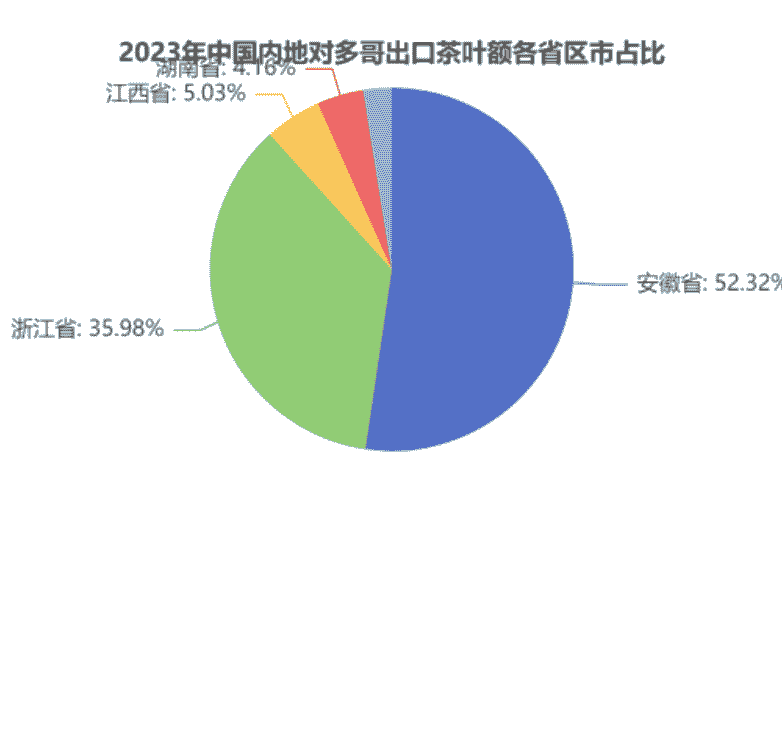 2023年中国内地对多哥出口茶叶额各省区市占比
湖南省: 4.16%
江西省: 5.03%
安徽省: 52.32%
浙江省: 35.98%